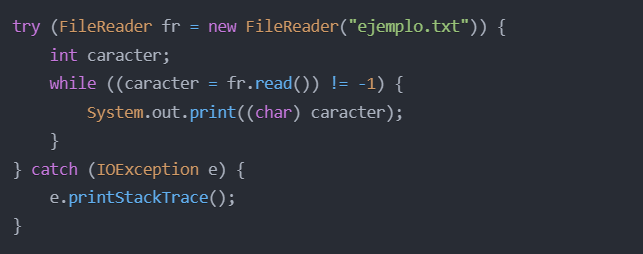 try (FileReader fr = new FileReader("ejemplo.txt")) {
    int caracter;
    while ((caracter = fr.read()) != -1) {
        System.out.print((char) caracter);
    }
} catch (IOException e) {
    e.printStackTrace();
}